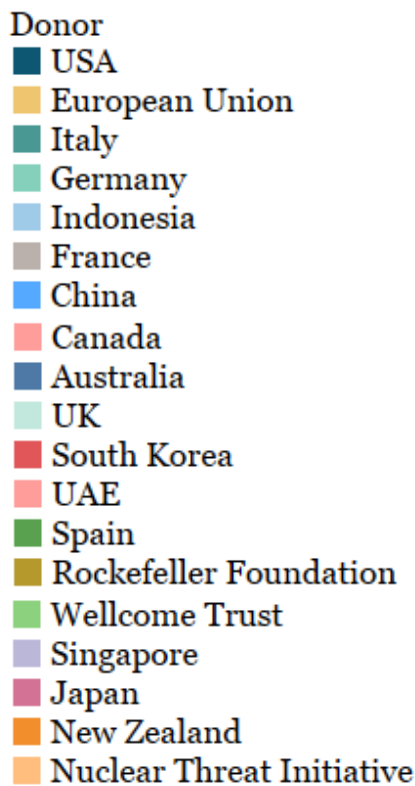 Donor
USA
European Union
Italy
Germany
Indonesia
France
China
Canada
Australia
UK
South Korea
UAE
Spain
Rockefeller Foundation
Wellcome Trust
Singapore
Japan
New Zealand
Nuclear Threat Initiative